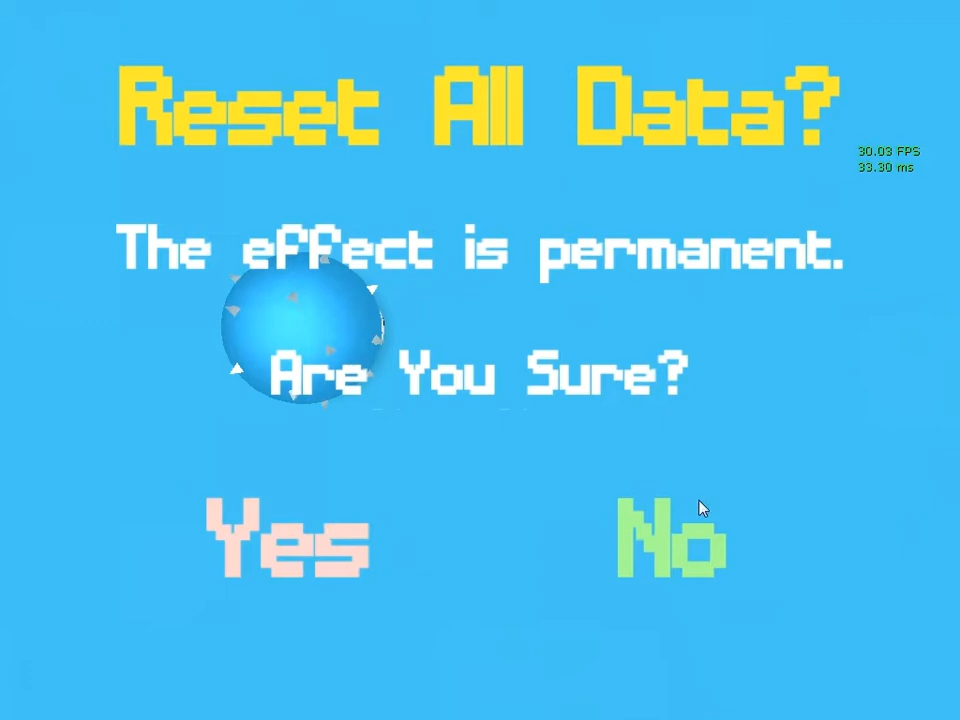 Reset All Data?
30.03 FPS
33.30 ms
The effect is permanent.
Are You Sure?
Yes No